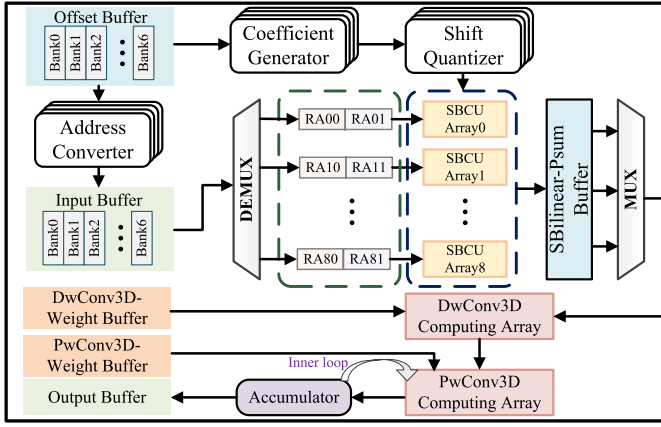 Offset Buffer
Bank0
Bank1
Bank2
Bank6
Coefficient
Generator
Shift
Quantizer
Address
Converter
Input Buffer
Bank0
Bank1
Bank2
Bank6
DEMUX
RA00
RA01
RA10
RA11
RA80
RA81
SBCU
Array0
SBCU
Array1
SBCU
Array8
SBilinear-Psum
Buffer
MUX
DwConv3D-
Weight Buffer
DwConv3D
Computing Array
PwConv3D-
Weight Buffer
Inner loop
PwConv3D
Computing Array
Output Buffer
Accumulator